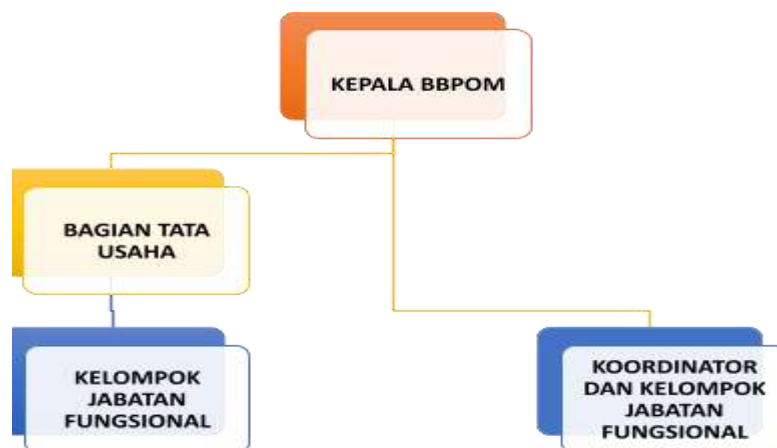 KEPALA BBPOM
BAGIAN TATA
USAHA
KELOMPOK
JABATAN
FUNGSIONAL
KOORDINATOR
DAN KELOMPOK
JABATAN
FUNGSIONAL